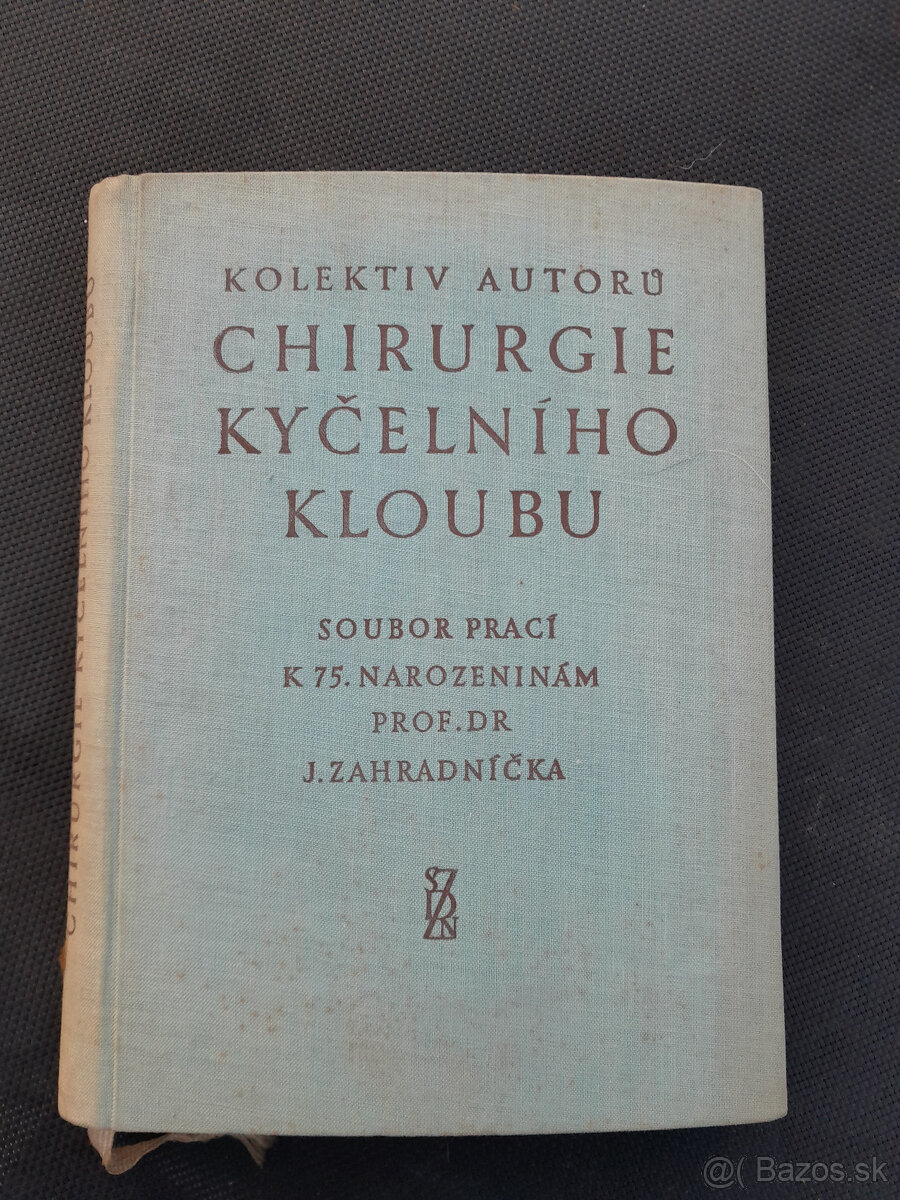 KOLEKTIV AUTORŮ
CHIRURGIE
KYČELNÍHO
KLOUBU
SOUBOR PRACÍ
K 75. NAROZENINÁM
PROF. DR
J. ZAHRADNÍČKA
SZDN
CHIRURGIE KYČELNÍHO KLOUBU
@( Bazos.sk